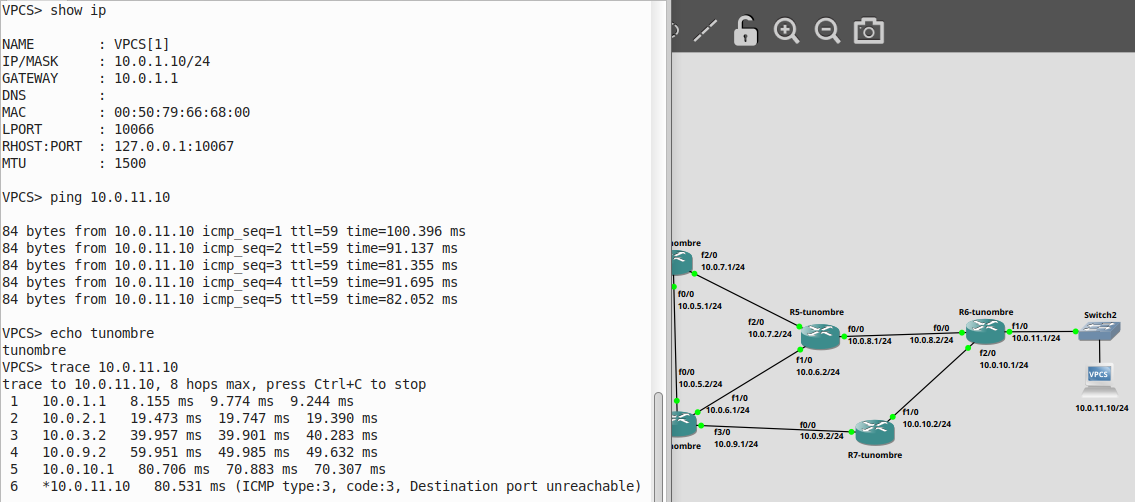 VPCS> show ip
NAME        : VPCS[1]
IP/MASK     : 10.0.1.10/24
GATEWAY     : 10.0.1.1
DNS         :
MAC         : 00:50:79:66:68:00
LPORT       : 10066
RHOST:PORT  : 127.0.0.1:10067
MTU         : 1500
VPCS> ping 10.0.11.10
84 bytes from 10.0.11.10 icmp_seq=1 ttl=59 time=100.396 ms
84 bytes from 10.0.11.10 icmp_seq=2 ttl=59 time=91.137 ms
84 bytes from 10.0.11.10 icmp_seq=3 ttl=59 time=81.355 ms
84 bytes from 10.0.11.10 icmp_seq=4 ttl=59 time=91.695 ms
84 bytes from 10.0.11.10 icmp_seq=5 ttl=59 time=82.052 ms
VPCS> echo tunombre
tunombre
VPCS> trace 10.0.11.10
trace to 10.0.11.10, 8 hops max, press Ctrl+C to stop
1   10.0.1.1   8.155 ms  9.774 ms  9.244 ms
2   10.0.2.1   19.473 ms  19.747 ms  19.390 ms
3   10.0.3.2   39.957 ms  39.901 ms  40.283 ms
4   10.0.9.2   59.951 ms  49.985 ms  49.632 ms
5   10.0.10.1   80.706 ms  70.883 ms  70.307 ms
6   *10.0.11.10   80.531 ms (ICMP type:3, code:3, Destination port unreachable)
ombre
f2/0
10.0.7.1/24
f0/0
10.0.5.1/24
R5-tunombre
f2/0
10.0.7.2/24
f0/0
10.0.8.1/24
f1/0
10.0.6.2/24
R6-tunombre
f0/0
10.0.8.2/24
f1/0
10.0.11.1/24
f2/0
10.0.10.1/24
Switch2
VPCS
10.0.11.10/24
f0/0
10.0.5.2/24
f1/0
10.0.6.1/24
f3/0
10.0.9.1/24
ombre
f0/0
10.0.9.2/24
f1/0
10.0.10.2/24
R7-tunombre